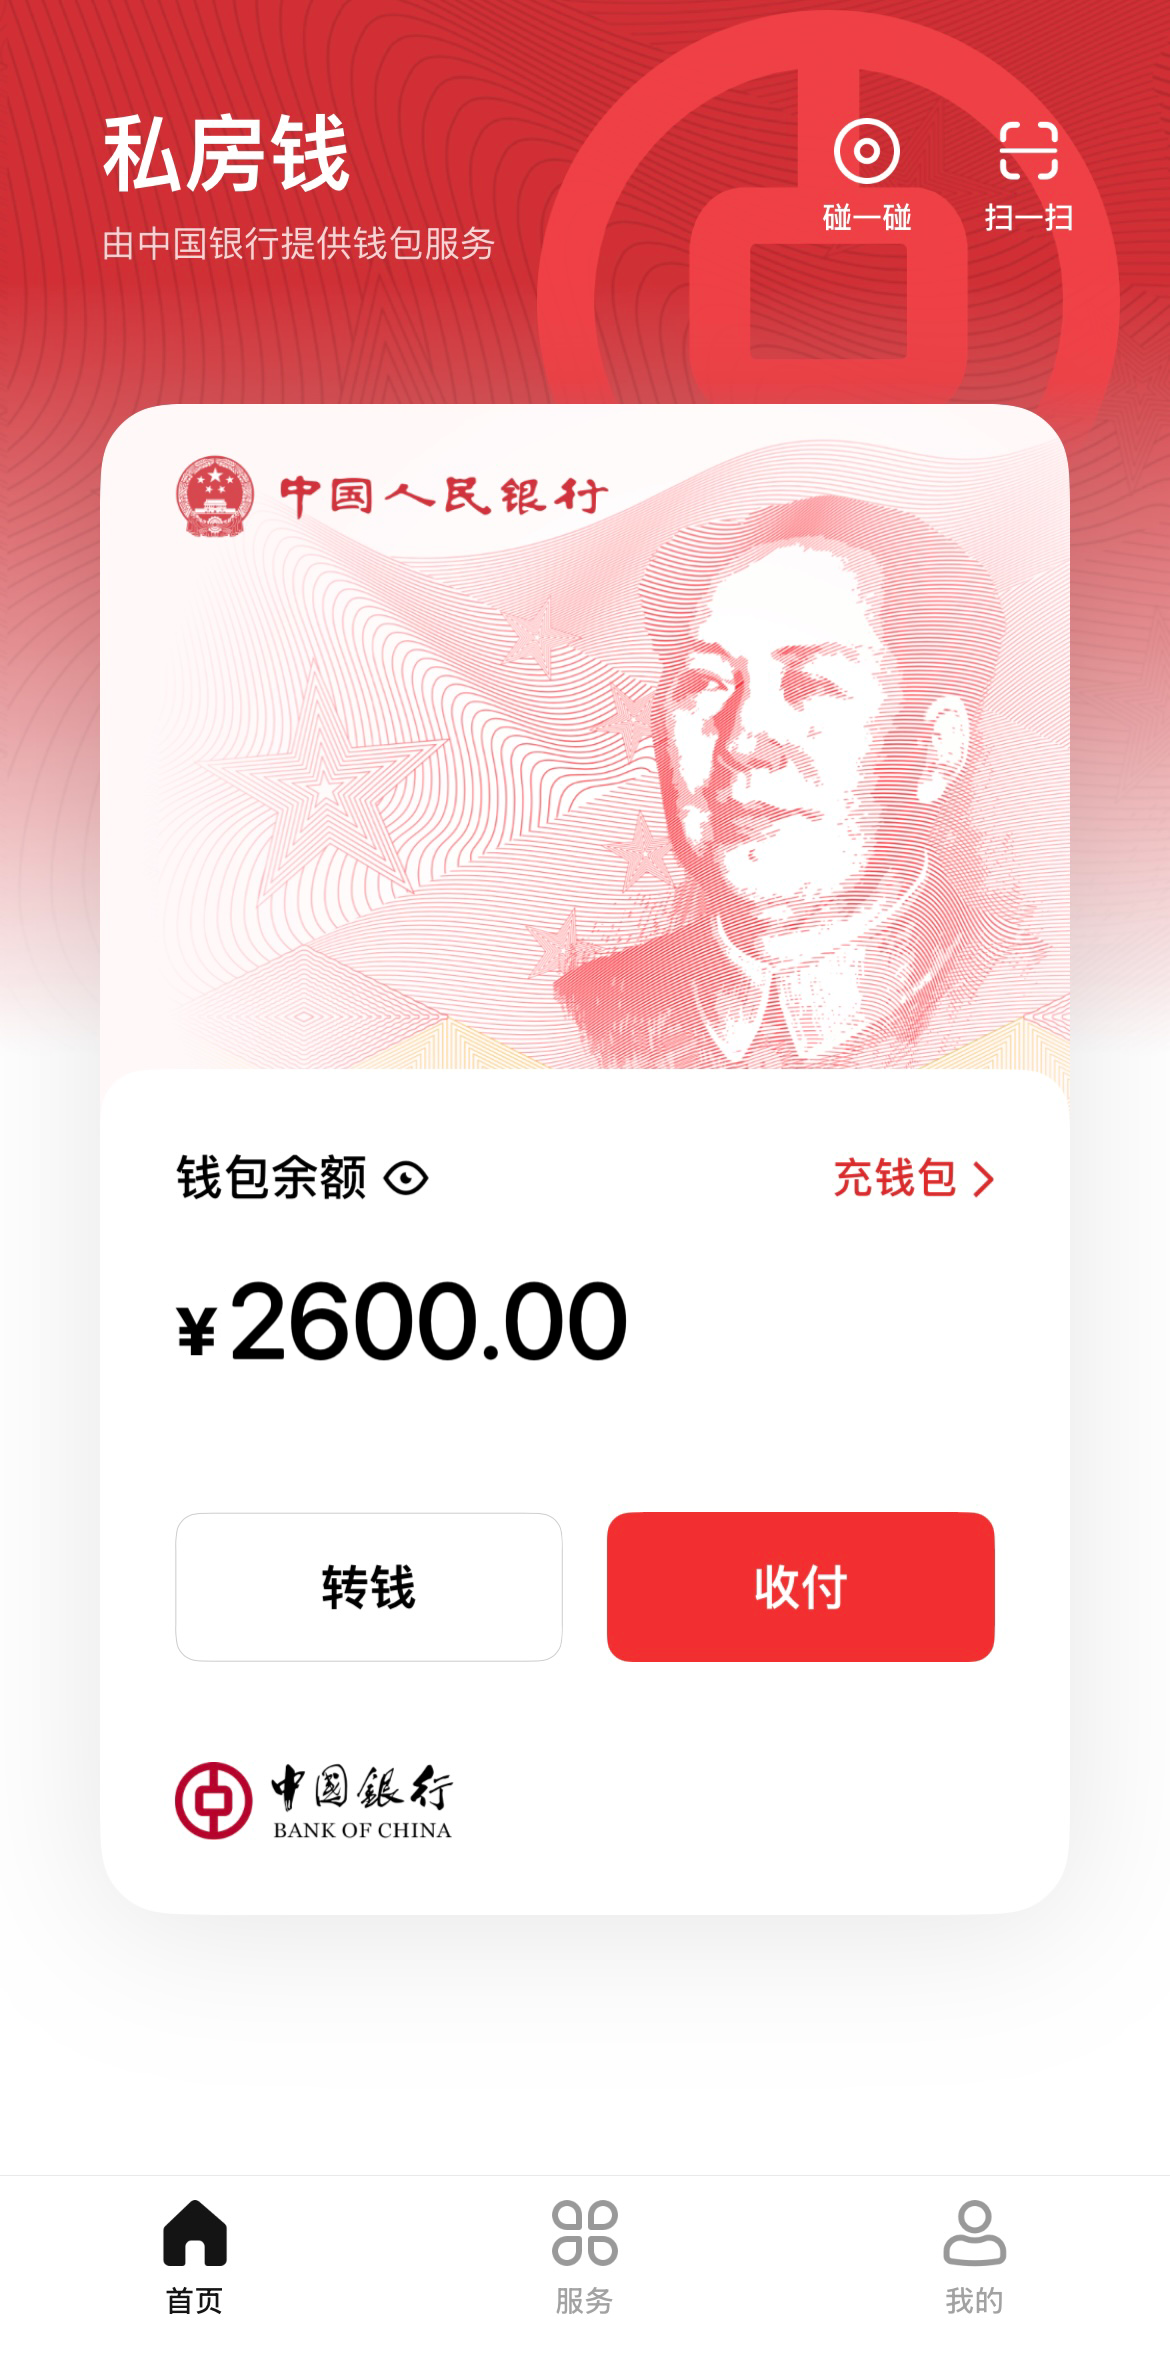 私房钱
由中国银行提供钱包服务
碰一碰
扫一扫
中国人民银行
钱包余额
充钱包
¥2600.00
转钱
收付
中國銀行
BANK OF CHINA
首页
服务
我的